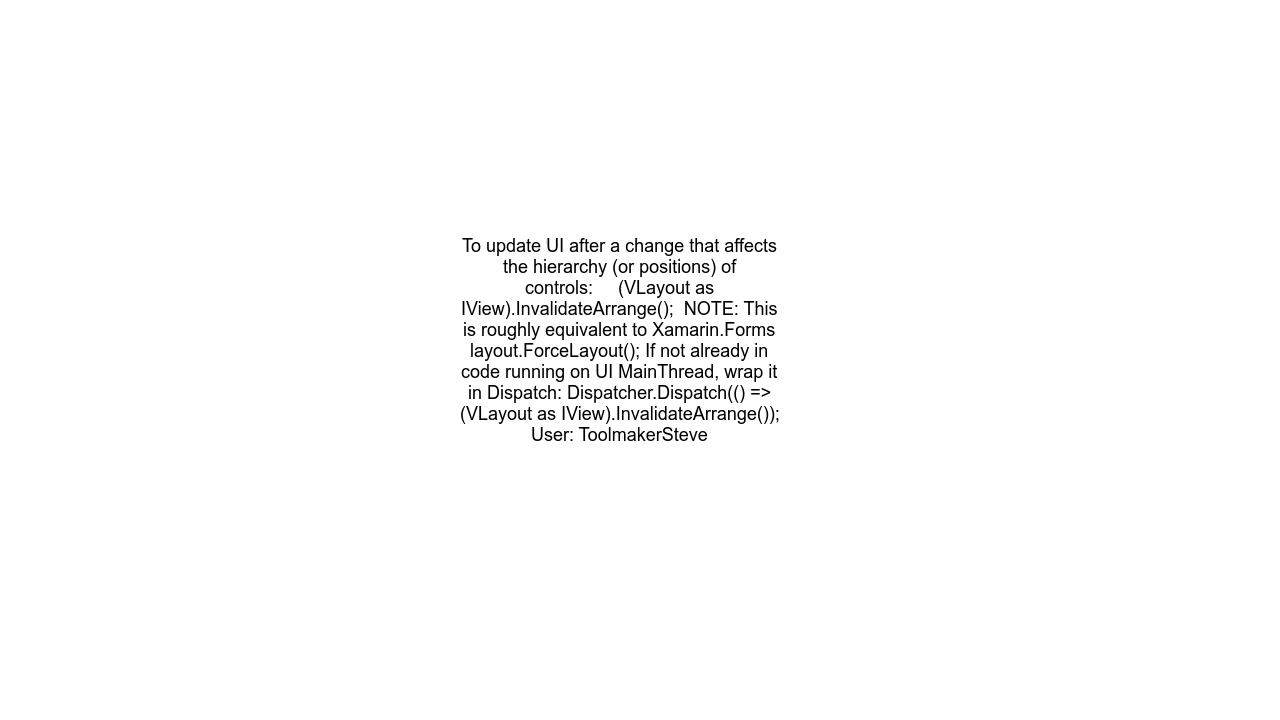 To update UI after a change that affects
the hierarchy (or positions) of
controls:     (VLayout as
IView).InvalidateArrange();  NOTE: This
is roughly equivalent to Xamarin.Forms
layout.ForceLayout(); If not already in
code running on UI MainThread, wrap it
in Dispatch: Dispatcher.Dispatch(() =>
(VLayout as IView).InvalidateArrange());
User: ToolmakerSteve